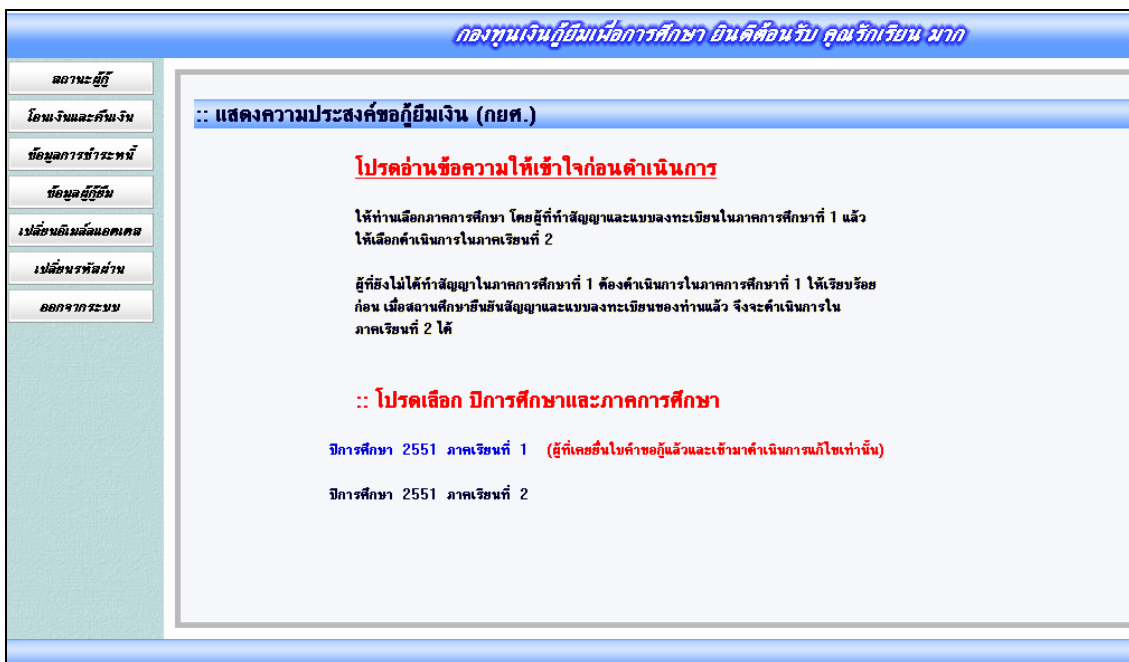 กองทุนเงินกู้ยืมเพื่อการศึกษา ยินดีต้อนรับ คุณรักเรียน มาก
สถานะผู้กู้
โอนเงินและคืนเงิน
ข้อมูลการชำระหนี้
ข้อมูลผู้กู้ยืม
เปลี่ยนอีเมล์แอดเดส
เปลี่ยนรหัสผ่าน
ออกจากระบบ
:: แสดงความประสงค์ขอกู้ยืมเงิน (กยศ.)
โปรดอ่านข้อความให้เข้าใจก่อนดำเนินการ
ให้ท่านเลือกภาคการศึกษา โดยผู้ที่ทำสัญญาและแบบลงทะเบียนในภาคการศึกษาที่ 1 แล้ว
ให้เลือกดำเนินการในภาคเรียนที่ 2
ผู้ที่ยังไม่ได้ทำสัญญาในภาคการศึกษาที่ 1 ต้องดำเนินการในภาคการศึกษาที่ 1 ให้เรียบร้อย
ก่อน เมื่อสถานศึกษายืนยันสัญญาและแบบลงทะเบียนของท่านแล้ว จึงจะดำเนินการใน
ภาคเรียนที่ 2 ได้
:: โปรดเลือก ปีการศึกษาและภาคการศึกษา
ปีการศึกษา 2551 ภาคเรียนที่ 1 (ผู้ที่เคยยื่นใบคำขอกู้แล้วและเข้ามาดำเนินการแก้ไขเท่านั้น)
ปีการศึกษา 2551 ภาคเรียนที่ 2